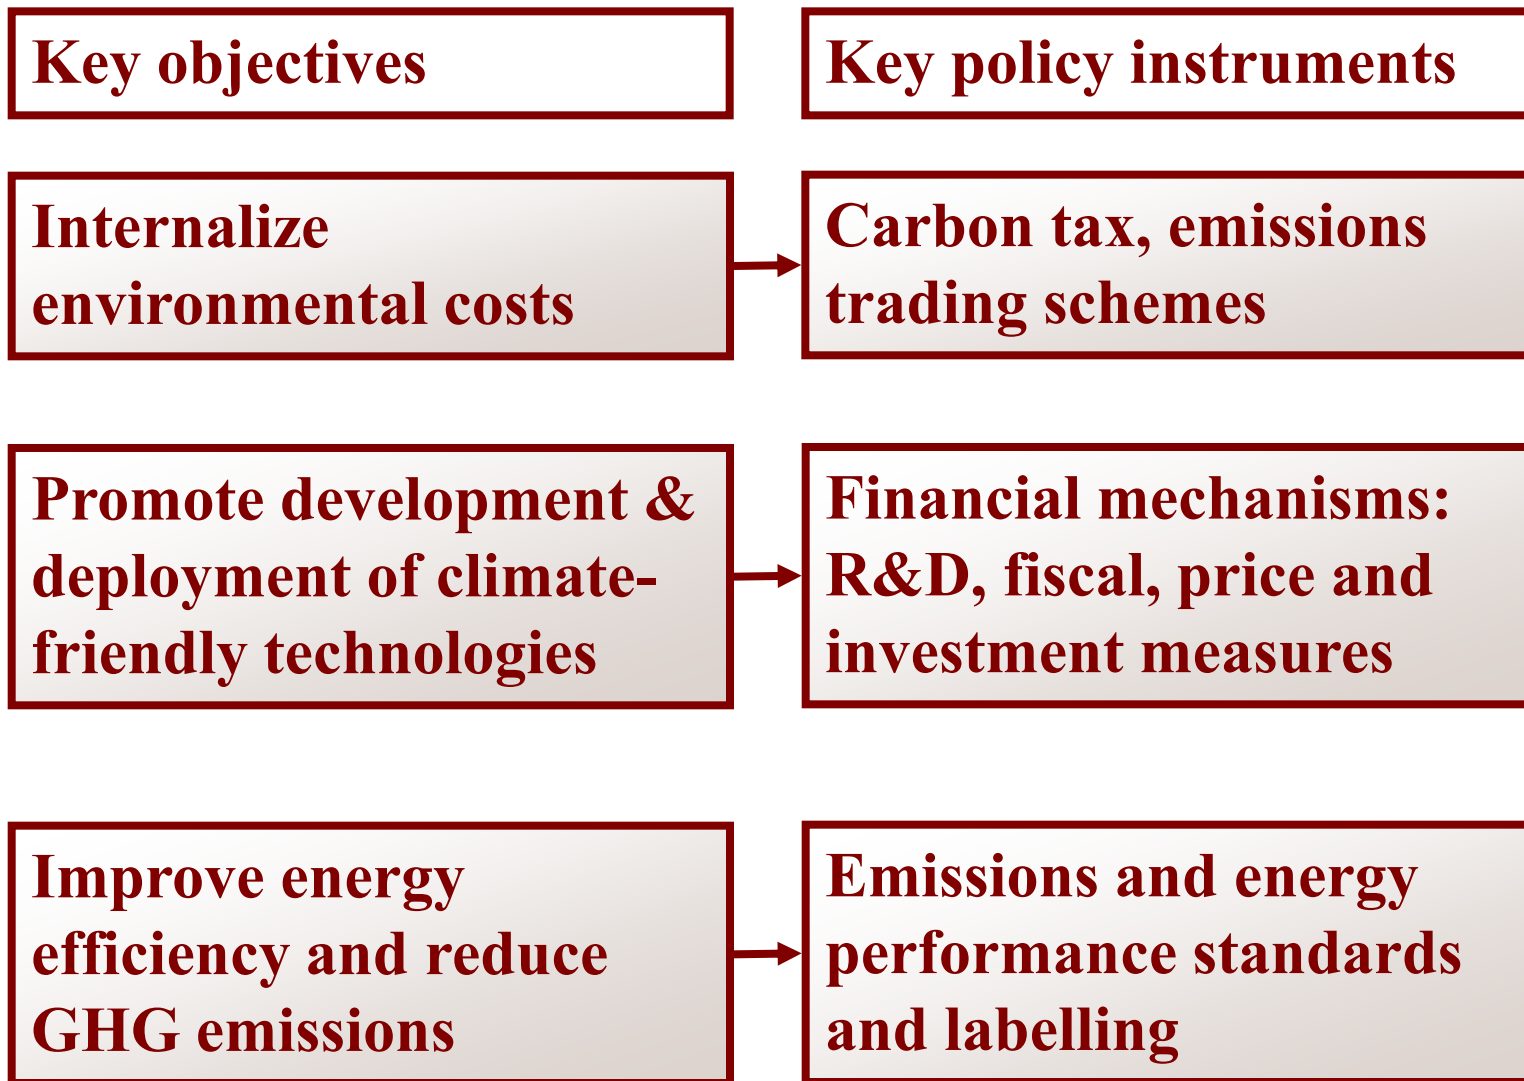 Key objectives
Key policy instruments
Internalize
environmental costs
Carbon tax, emissions
trading schemes
Promote development &
deployment of climate-
friendly technologies
Financial mechanisms:
R&D, fiscal, price and
investment measures
Improve energy
efficiency and reduce
GHG emissions
Emissions and energy
performance standards
and labelling